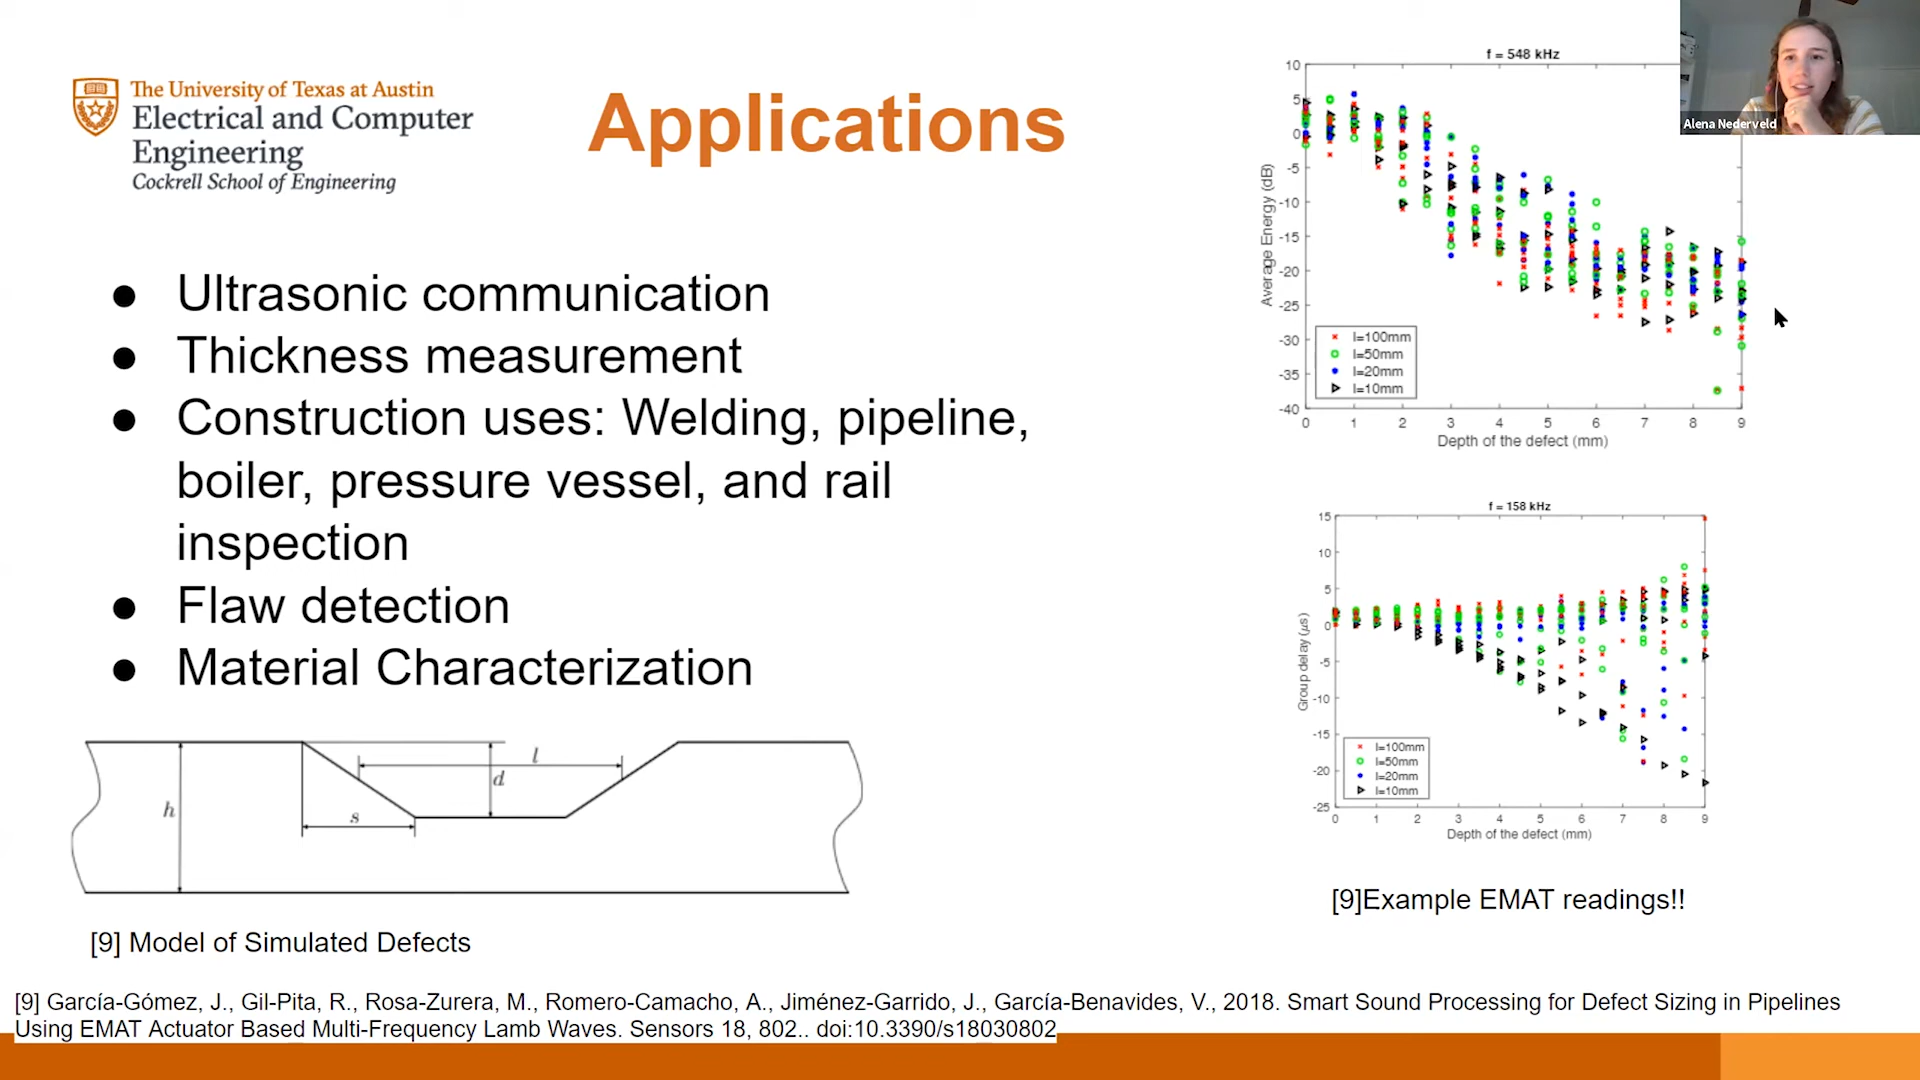 The University of Texas at Austin
Electrical and Computer
Engineering
Cockrell School of Engineering
Applications
Alena Nederveld
● Ultrasonic communication
● Thickness measurement
● Construction uses: Welding, pipeline,
boiler, pressure vessel, and rail
inspection
● Flaw detection
● Material Characterization
h
s
l
d
[9] Model of Simulated Defects
f = 548 kHz
10
5
0
-5
-10
-15
-20
-25
-30
-35
-40
Average Energy (dB)
l=100mm
l=50mm
l=20mm
l=10mm
0 1 2 3 4 5 6 7 8 9
Depth of the defect (mm)
f = 158 kHz
15
10
5
0
-5
-10
-15
-20
-25
Group delay (μs)
l=100mm
l=50mm
l=20mm
l=10mm
0 1 2 3 4 5 6 7 8 9
Depth of the defect (mm)
[9]Example EMAT readings!!
[9] García-Gómez, J., Gil-Pita, R., Rosa-Zurera, M., Romero-Camacho, A., Jiménez-Garrido, J., García-Benavides, V., 2018. Smart Sound Processing for Defect Sizing in Pipelines
Using EMAT Actuator Based Multi-Frequency Lamb Waves. Sensors 18, 802.. doi:10.3390/s18030802